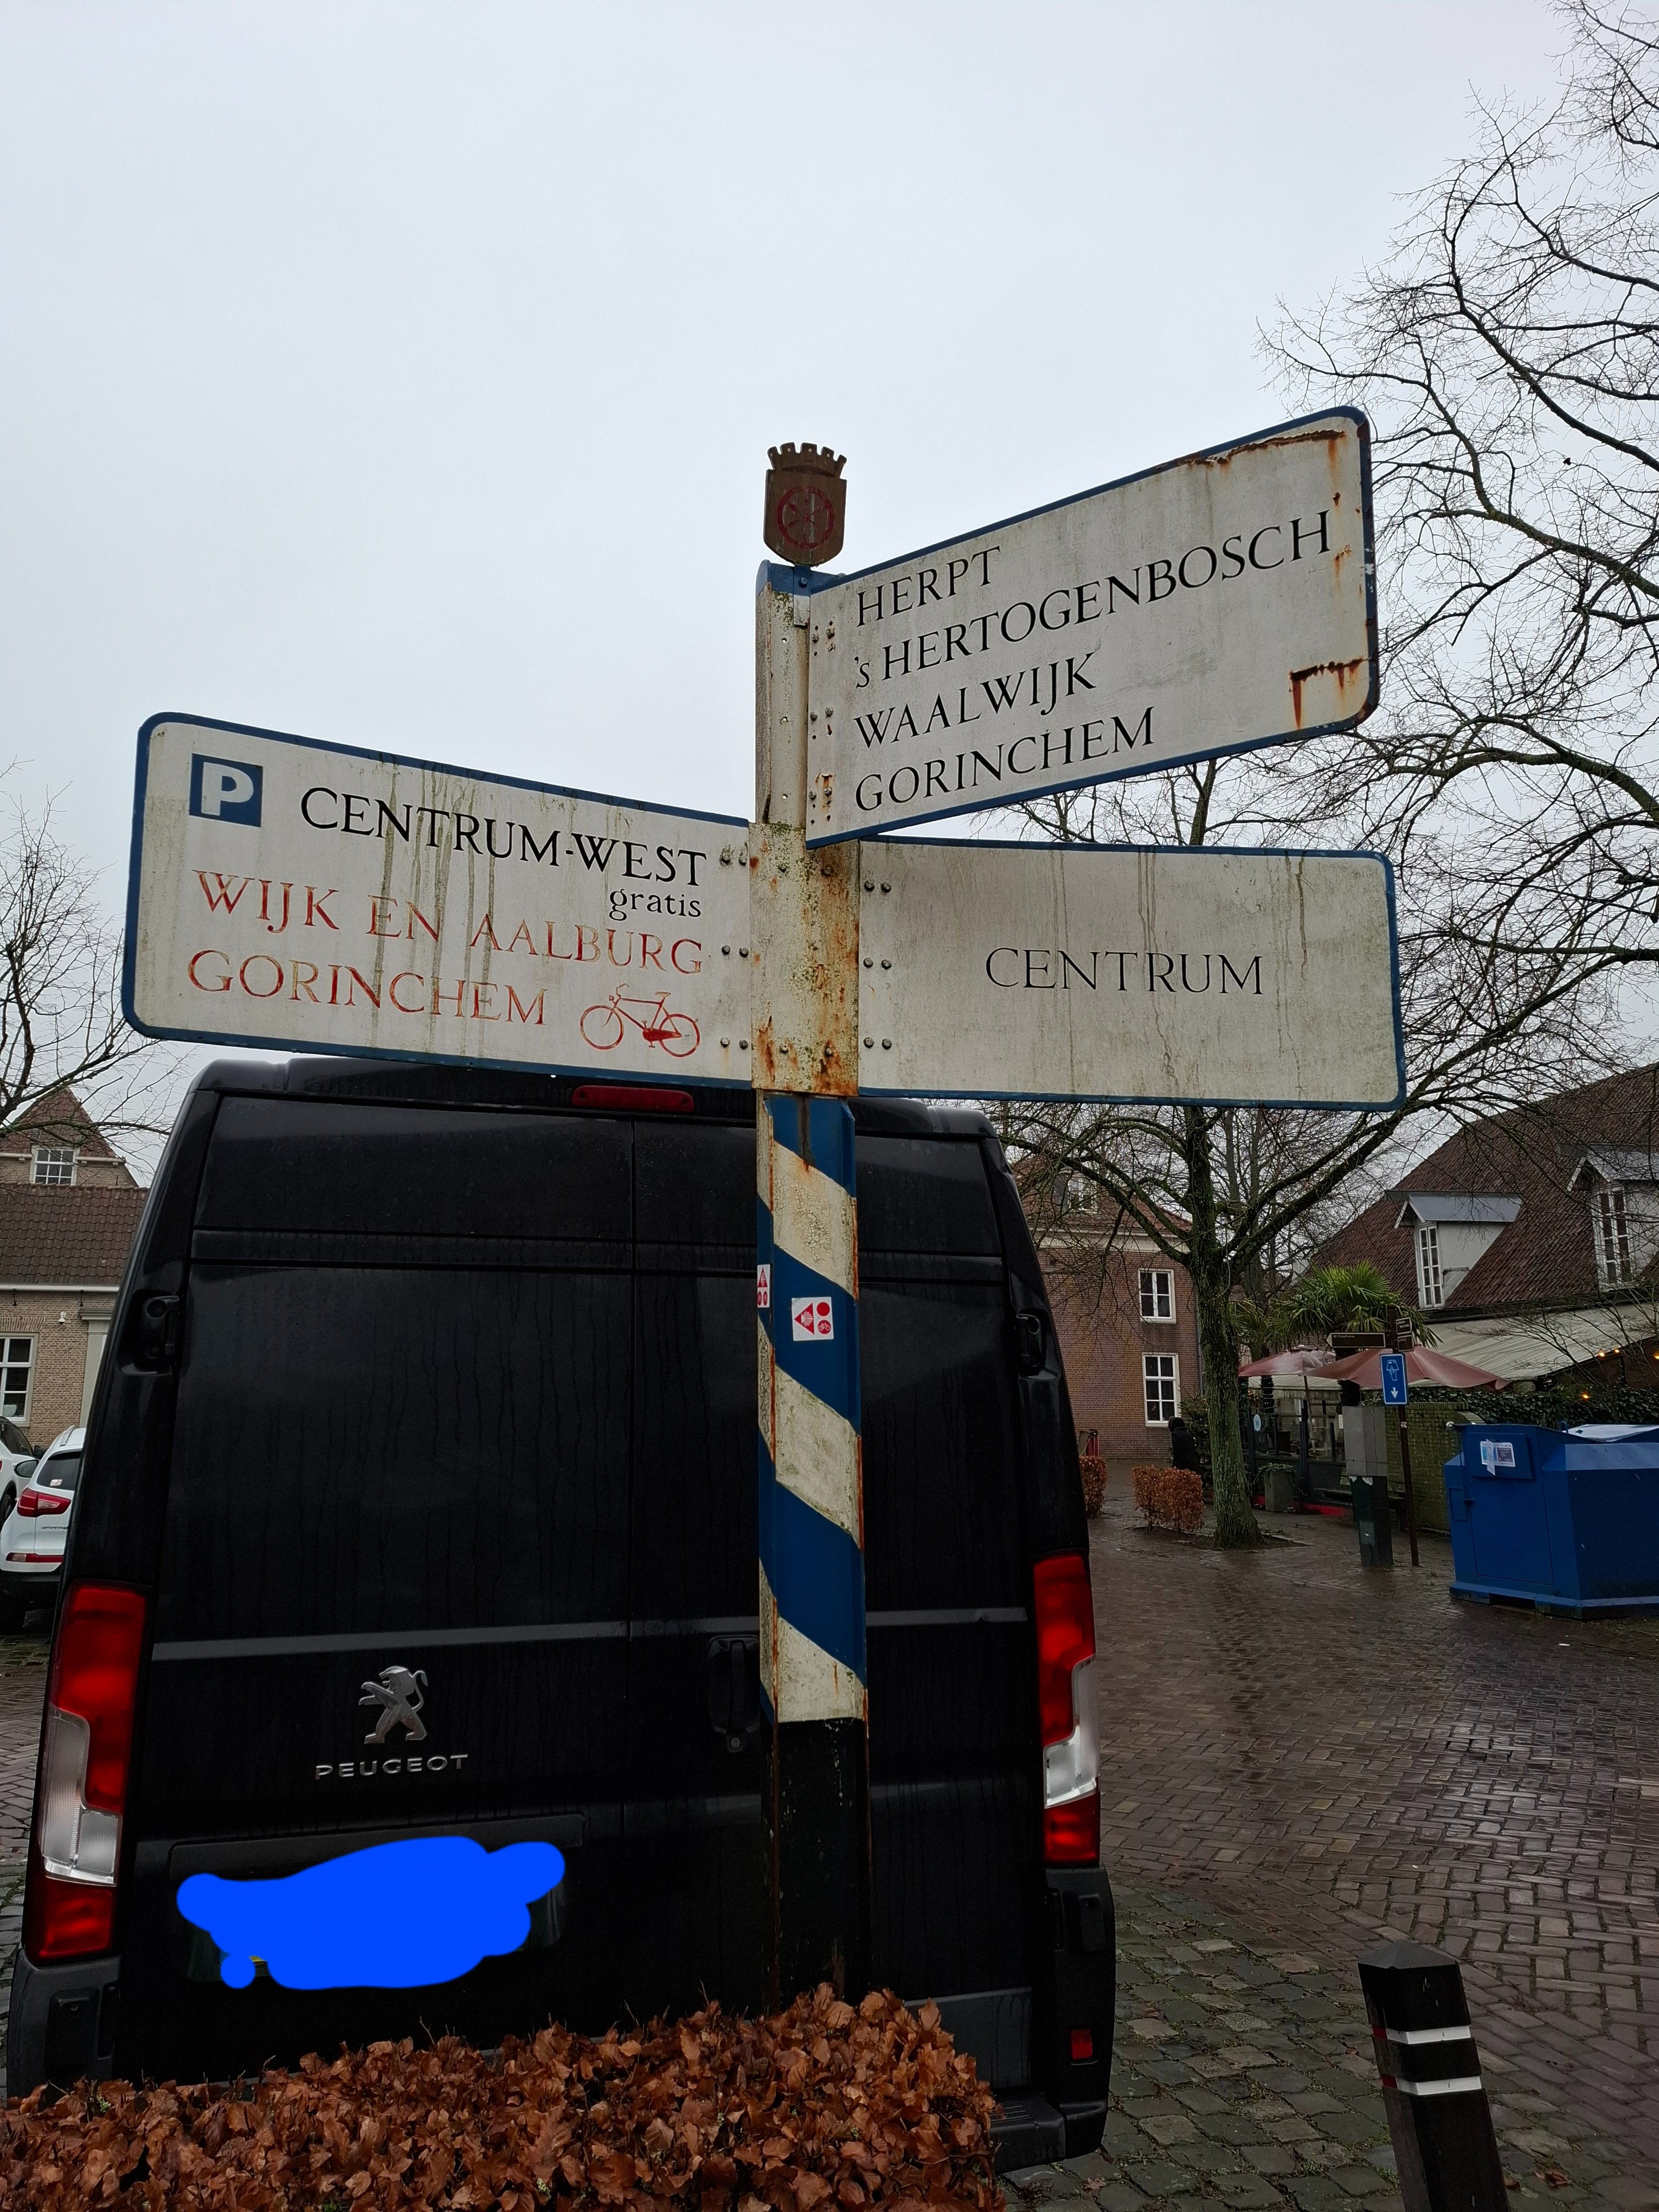 HERPT
's HERTOGENBOSCH
WAALWIJK
GORINCHEM
P CENTRUM-WEST
gratis
WIJK EN AALBURG
GORINCHEM
CENTRUM
PEUGEOT